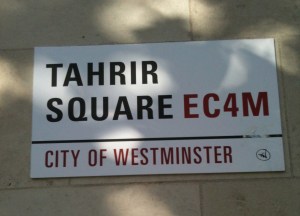 TAHRIR
SQUARE EC4M
CITY OF WESTMINSTER